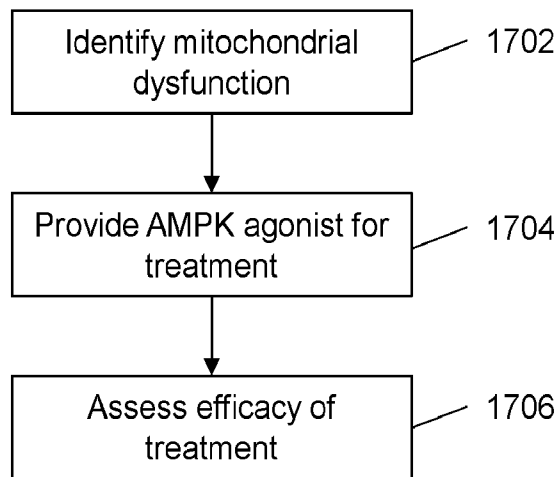 Identify mitochondrial
dysfunction
1702
Provide AMPK agonist for
treatment
1704
Assess efficacy of
treatment
1706